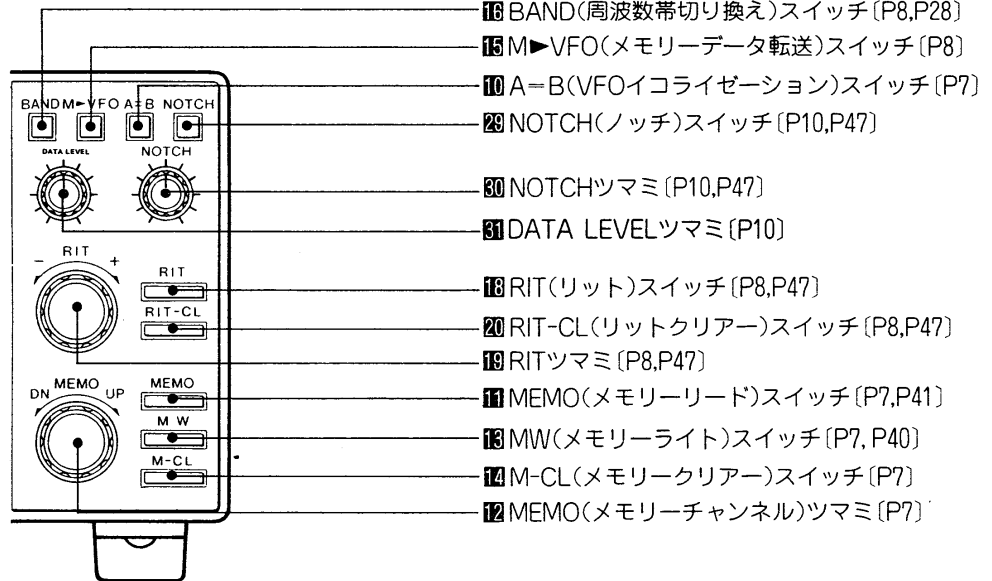 16 BAND(周波数帯切り換え)スイッチ〔P8,P28〕
15 M►VFO(メモリーデータ転送)スイッチ〔P8〕
10 A=B(VFOイコライゼーション)スイッチ〔P7〕
29 NOTCH(ノッチ)スイッチ〔P10,P47〕
30 NOTCHツマミ〔P10,P47〕
31 DATA LEVELツマミ〔P10〕
18 RIT(リット)スイッチ〔P8,P47〕
20 RIT-CL(リットクリアー)スイッチ〔P8,P47〕
19 RITツマミ〔P8,P47〕
11 MEMO(メモリーリード)スイッチ〔P7,P41〕
13 MW(メモリーライト)スイッチ〔P7, P40〕
14 M-CL(メモリークリアー)スイッチ〔P7〕
12 MEMO(メモリーチャンネル)ツマミ〔P7〕
BAND M►VFO A=B NOTCH
DATA LEVEL NOTCH
RIT
− +
RIT
RIT-CL
DN MEMO UP
MEMO
M W
M-CL